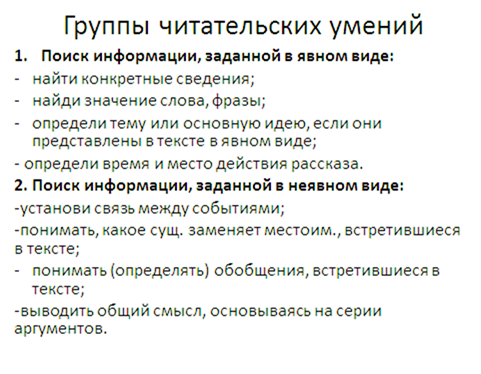 Группы читательских умений
1. Поиск информации, заданной в явном виде:
- найти конкретные сведения;
- найди значение слова, фразы;
- определи тему или основную идею, если они
представлены в тексте в явном виде;
- определи время и место действия рассказа.
2. Поиск информации, заданной в неявном виде:
-установи связь между событиями;
-понимать, какое сущ. заменяет местоим., встретившиеся
в тексте;
- понимать (определять) обобщения, встретившиеся в
тексте;
-выводить общий смысл, основываясь на серии
аргументов.